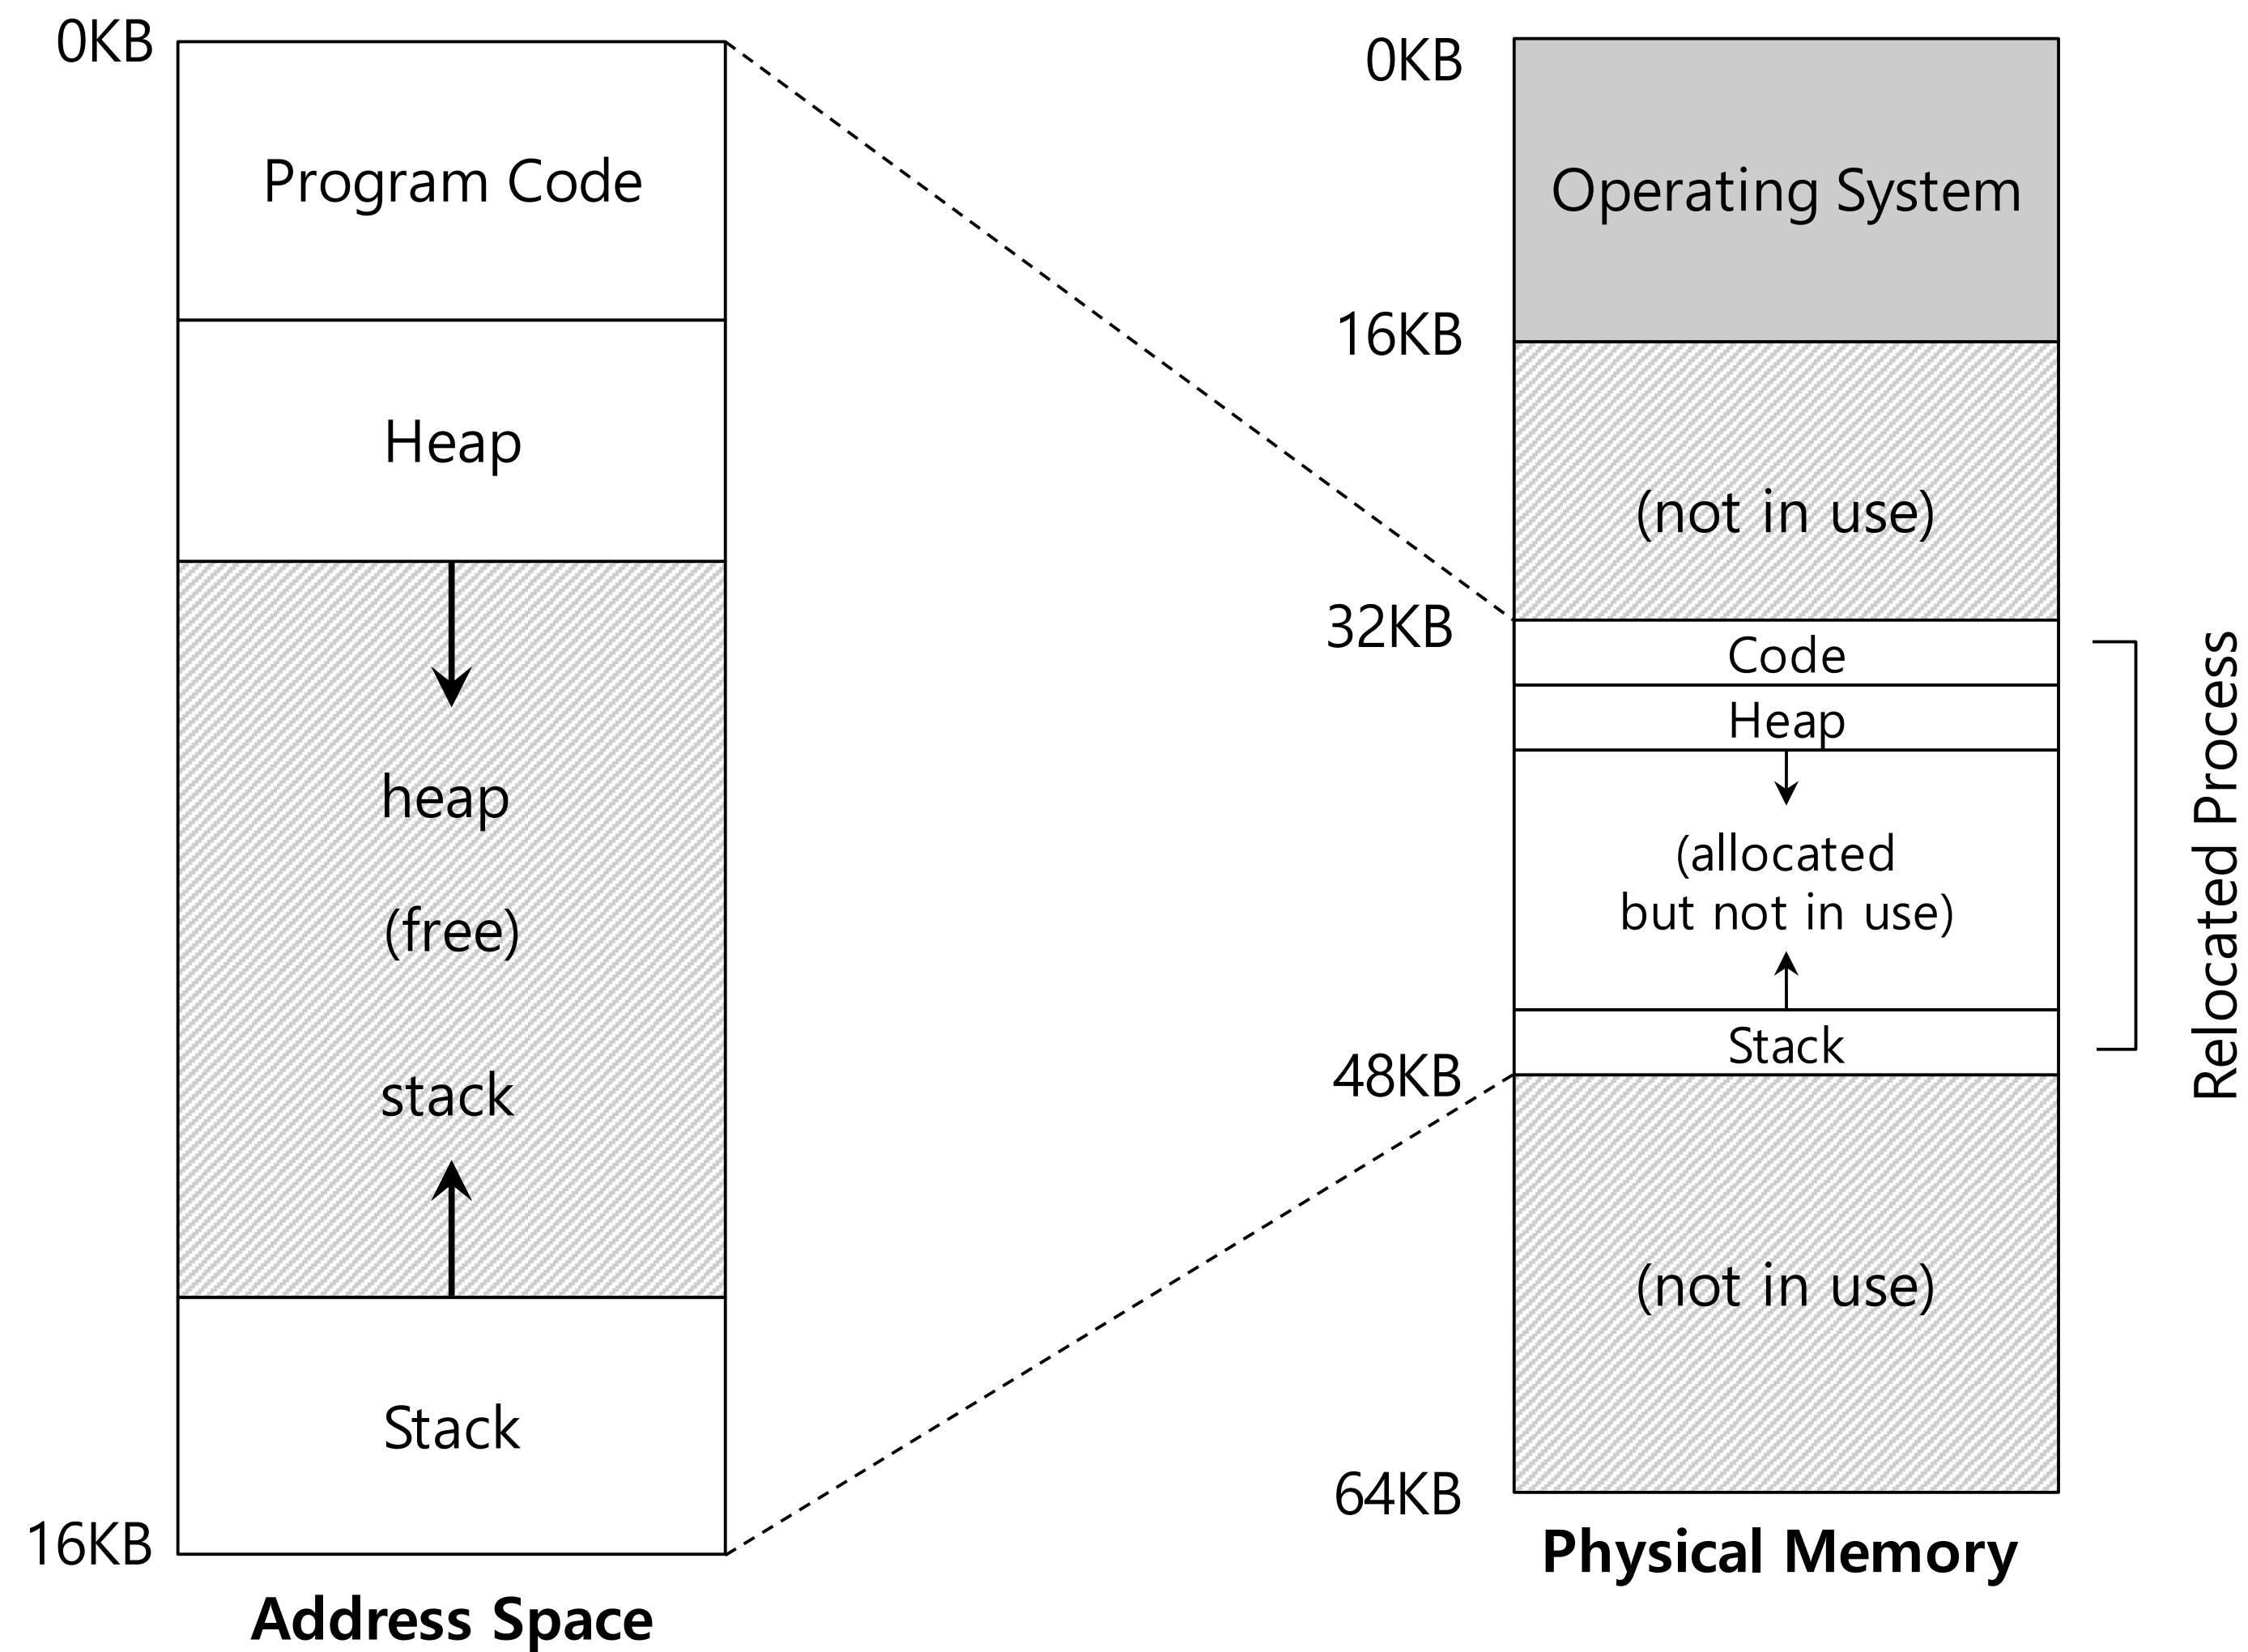 0KB
Program Code
Heap
heap
(free)
stack
Stack
16KB
Address Space
0KB
Operating System
16KB
(not in use)
32KB
Code
Heap
(allocated
but not in use)
Stack
48KB
(not in use)
64KB
Physical Memory
Relocated Process